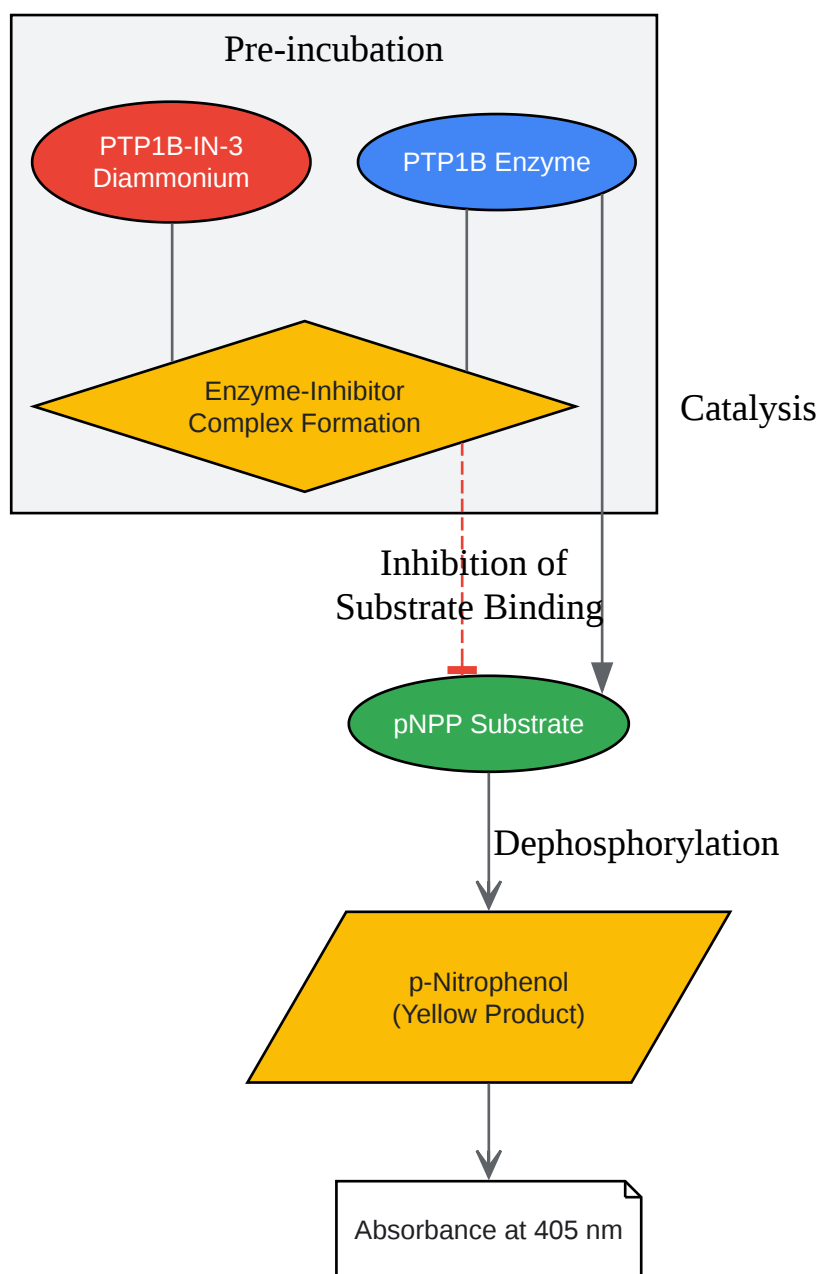 Pre-incubation
PTP1B-IN-3
Diammonium
PTP1B Enzyme
Enzyme-Inhibitor
Complex Formation
Catalysis
Inhibition of
Substrate Binding
pNPP Substrate
Dephosphorylation
p-Nitrophenol
(Yellow Product)
Absorbance at 405 nm